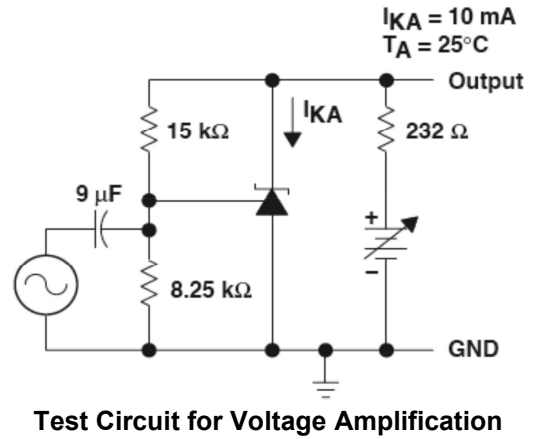 IKA = 10 mA
TA = 25°C
Output
15 kΩ
IKA
232 Ω
9 µF
+
8.25 kΩ
−
GND
Test Circuit for Voltage Amplification